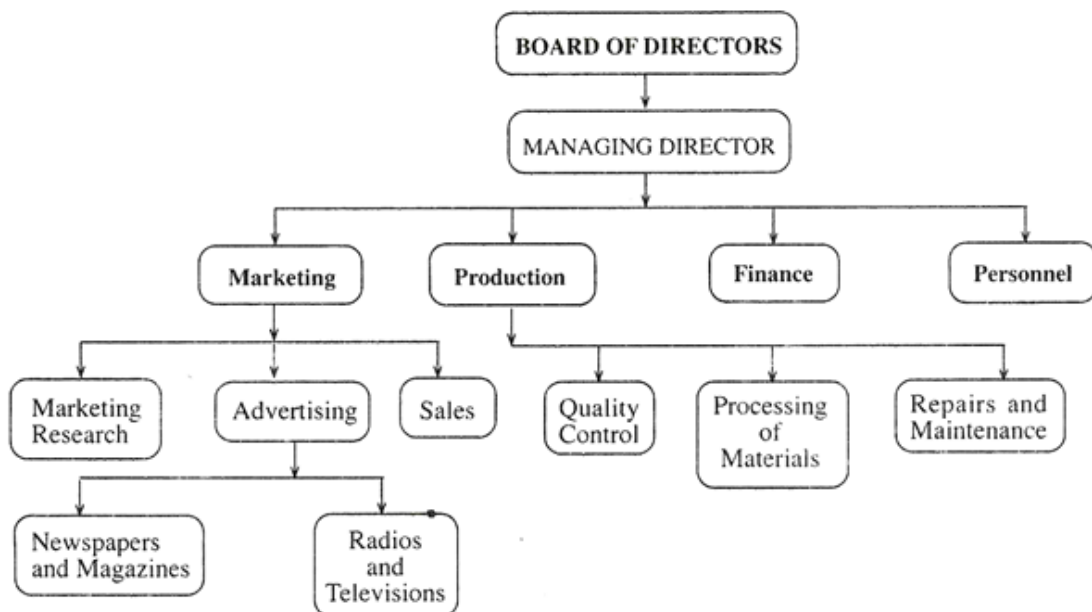 BOARD OF DIRECTORS
MANAGING DIRECTOR
Marketing
Production
Finance
Personnel
Marketing
Research
Advertising
Sales
Quality
Control
Processing
of
Materials
Repairs and
Maintenance
Newspapers
and Magazines
Radios
and
Televisions